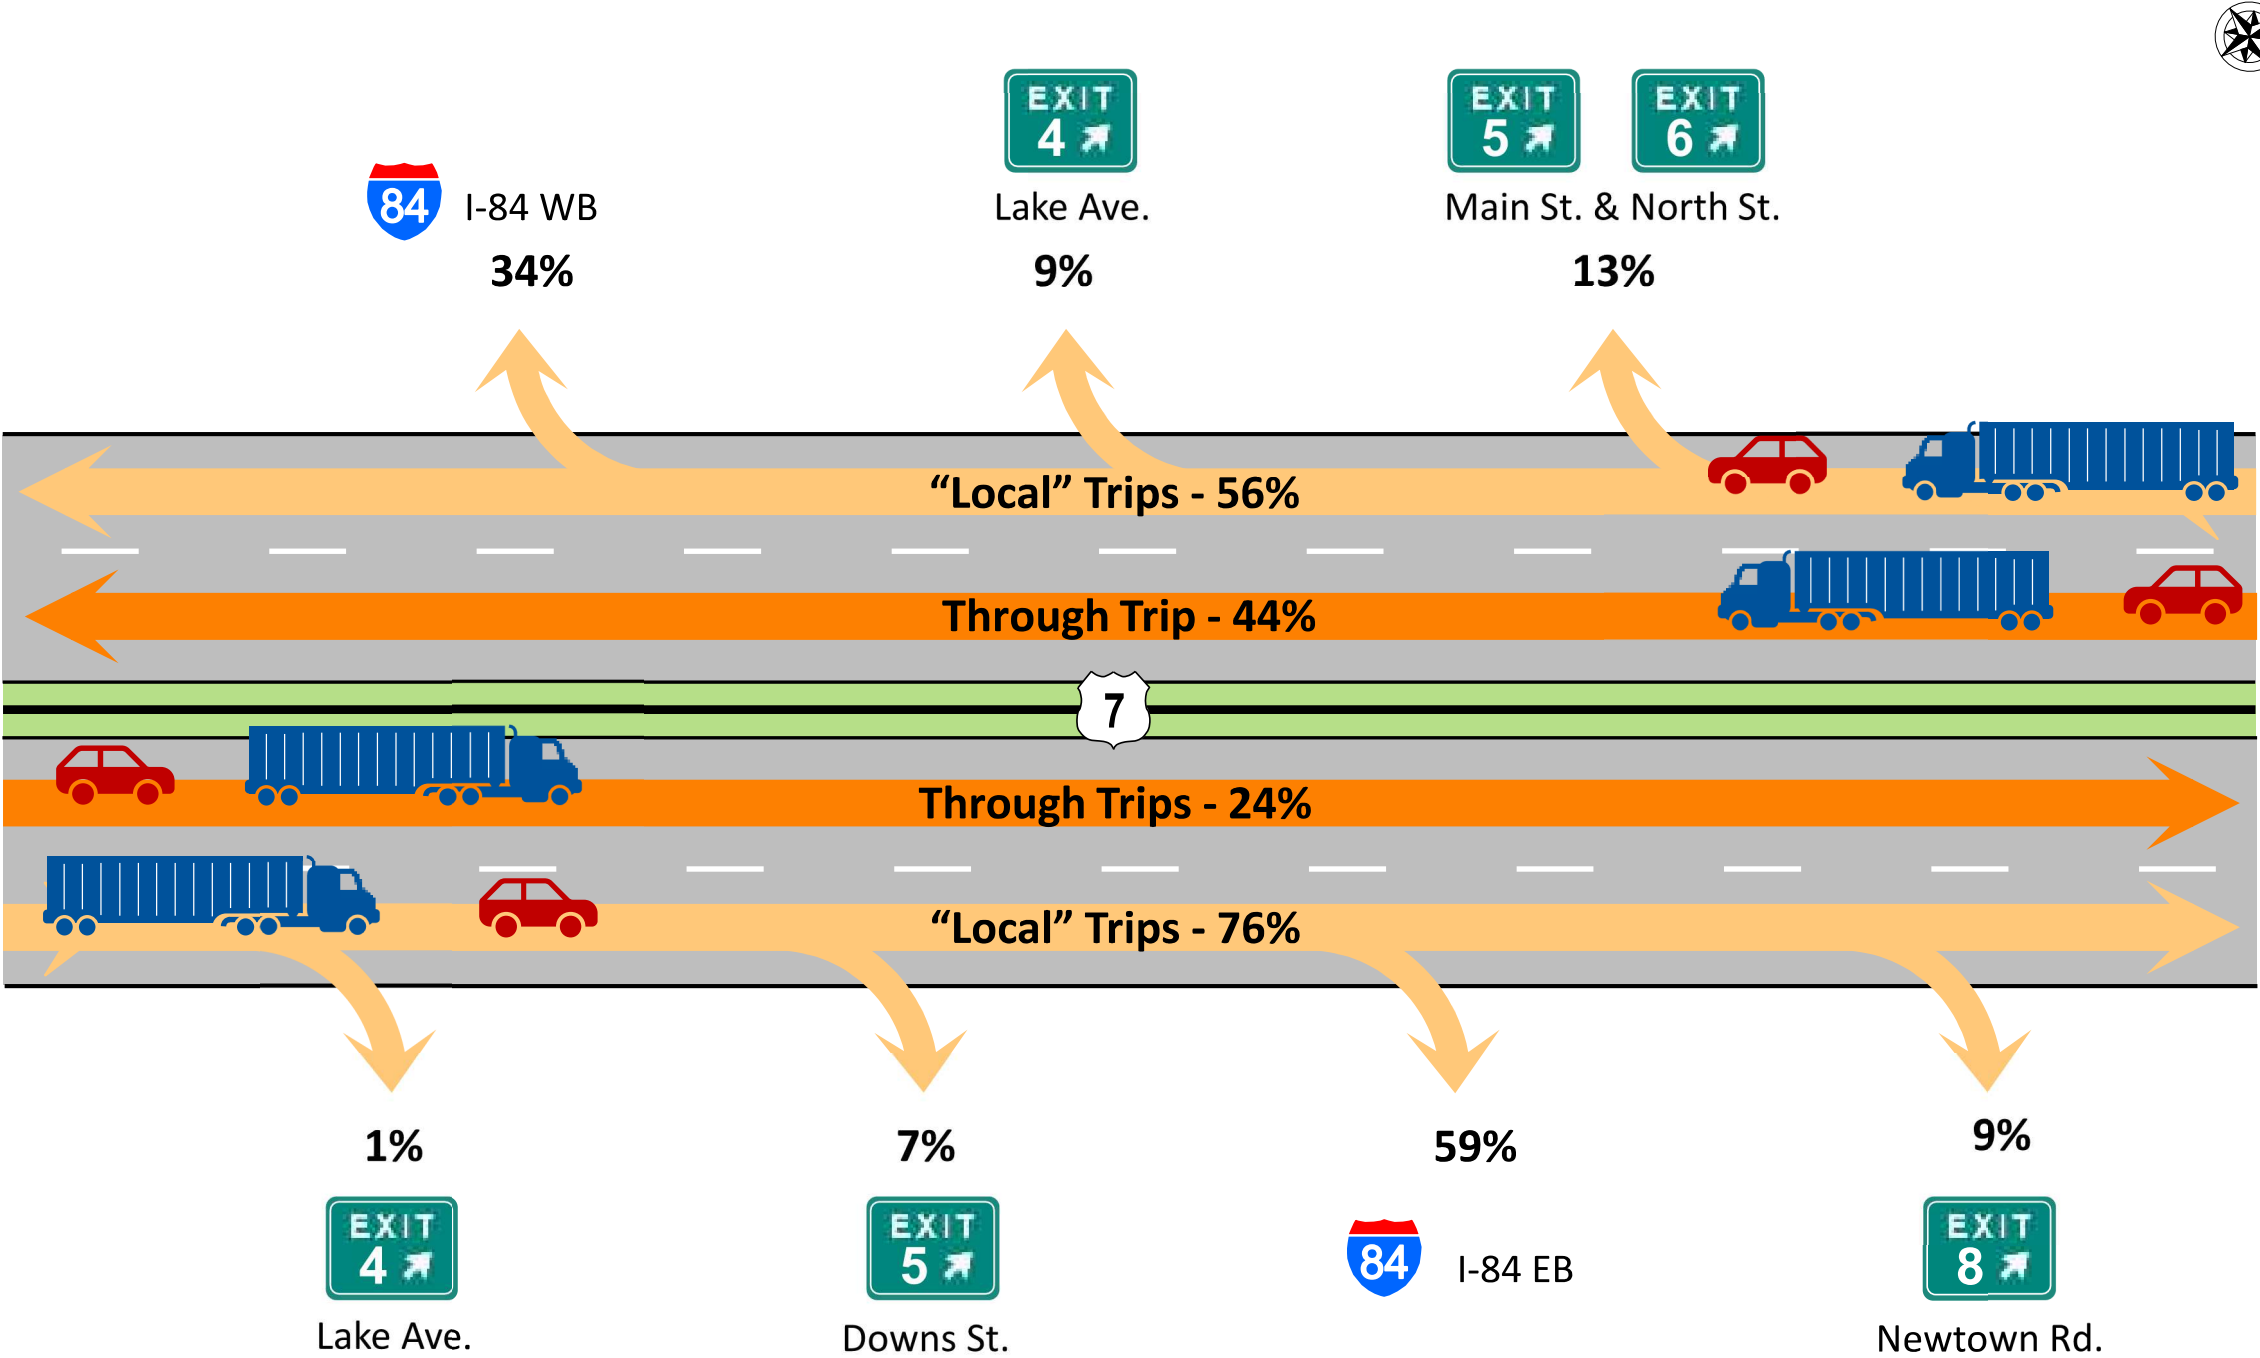 EXIT
4
EXIT
5
EXIT
6
84
I-84 WB
Lake Ave.
Main St. & North St.
34%
9%
13%
“Local” Trips - 56%
Through Trip - 44%
7
Through Trips - 24%
“Local” Trips - 76%
1%
7%
59%
9%
EXIT
4
EXIT
5
84
I-84 EB
EXIT
8
Lake Ave.
Downs St.
Newtown Rd.